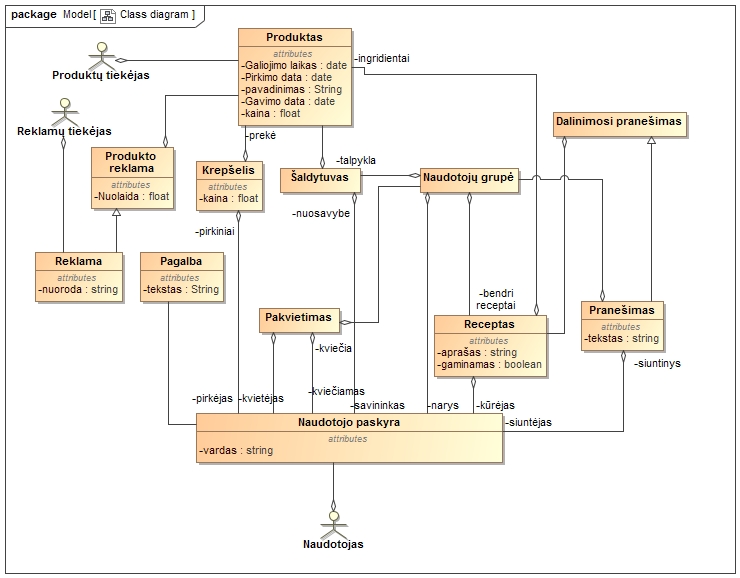 package Model[ Class diagram ]
Produktas
attributes
-Galiojimo laikas : date
-Pirkimo data : date
-pavadinimas : String
-Gavimo data : date
-kaina : float
-ingridientai
Produktų tiekėjas
Reklamų tiekėjas
Dalinimosi pranešimas
-prekė
Produkto
reklama
attributes
-Nuolaida : float
Krepšelis
attributes
-kaina : float
-talpykla
Šaldytuvas
Naudotojų grupė
-nuosavybe
-pirkiniai
Reklama
attributes
-nuoroda : string
Pagalba
attributes
-tekstas : String
Pakvietimas
-bendri
receptai
Receptas
attributes
-aprašas : string
-gaminamas : boolean
Pranešimas
attributes
-tekstas : string
-kviečia
-siuntinys
-kviečiamas
-pirkėjas
-kvietėjas
-savininkas
-narys
-kūrėjas
-siuntėjas
Naudotojo paskyra
attributes
-vardas : string
Naudotojas